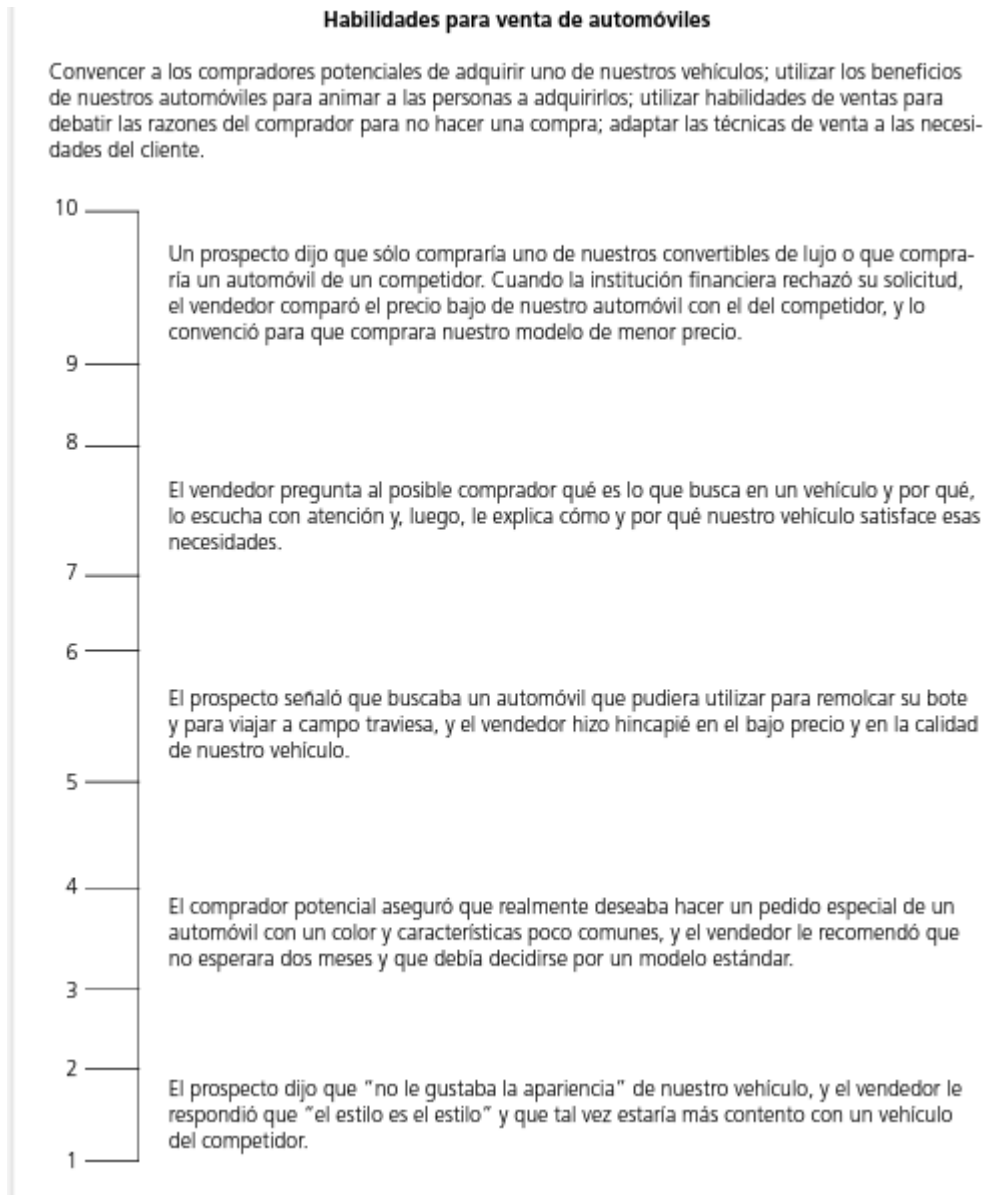 Habilidades para venta de automóviles
Convencer a los compradores potenciales de adquirir uno de nuestros vehículos; utilizar los beneficios
de nuestros automóviles para animar a las personas a adquirirlos; utilizar habilidades de ventas para
debatir las razones del comprador para no hacer una compra; adaptar las técnicas de venta a las necesi-
dades del cliente.
10
Un prospecto dijo que sólo compraría uno de nuestros convertibles de lujo o que compra-
ría un automóvil de un competidor. Cuando la institución financiera rechazó su solicitud,
el vendedor comparó el precio bajo de nuestro automóvil con el del competidor, y lo
convenció para que comprara nuestro modelo de menor precio.
9
8
El vendedor pregunta al posible comprador qué es lo que busca en un vehículo y por qué,
lo escucha con atención y, luego, le explica cómo y por qué nuestro vehículo satisface esas
necesidades.
7
6
El prospecto señaló que buscaba un automóvil que pudiera utilizar para remolcar su bote
y para viajar a campo traviesa, y el vendedor hizo hincapié en el bajo precio y en la calidad
de nuestro vehículo.
5
4
El comprador potencial aseguró que realmente deseaba hacer un pedido especial de un
automóvil con un color y características poco comunes, y el vendedor le recomendó que
no esperara dos meses y que debía decidirse por un modelo estándar.
3
2
El prospecto dijo que “no le gustaba la apariencia” de nuestro vehículo, y el vendedor le
respondió que “el estilo es el estilo” y que tal vez estaría más contento con un vehículo
del competidor.
1